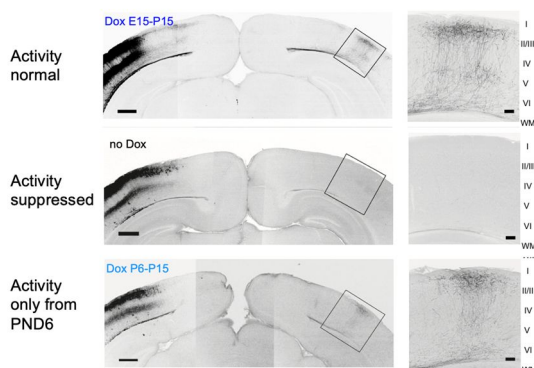 Dox E15-P15
Activity
normal
I
II/III
IV
V
VI
WM
no Dox
Activity
suppressed
I
II/III
IV
V
VI
WM
Dox P6-P15
Activity
only from
PND6
I
II/III
IV
V
VI